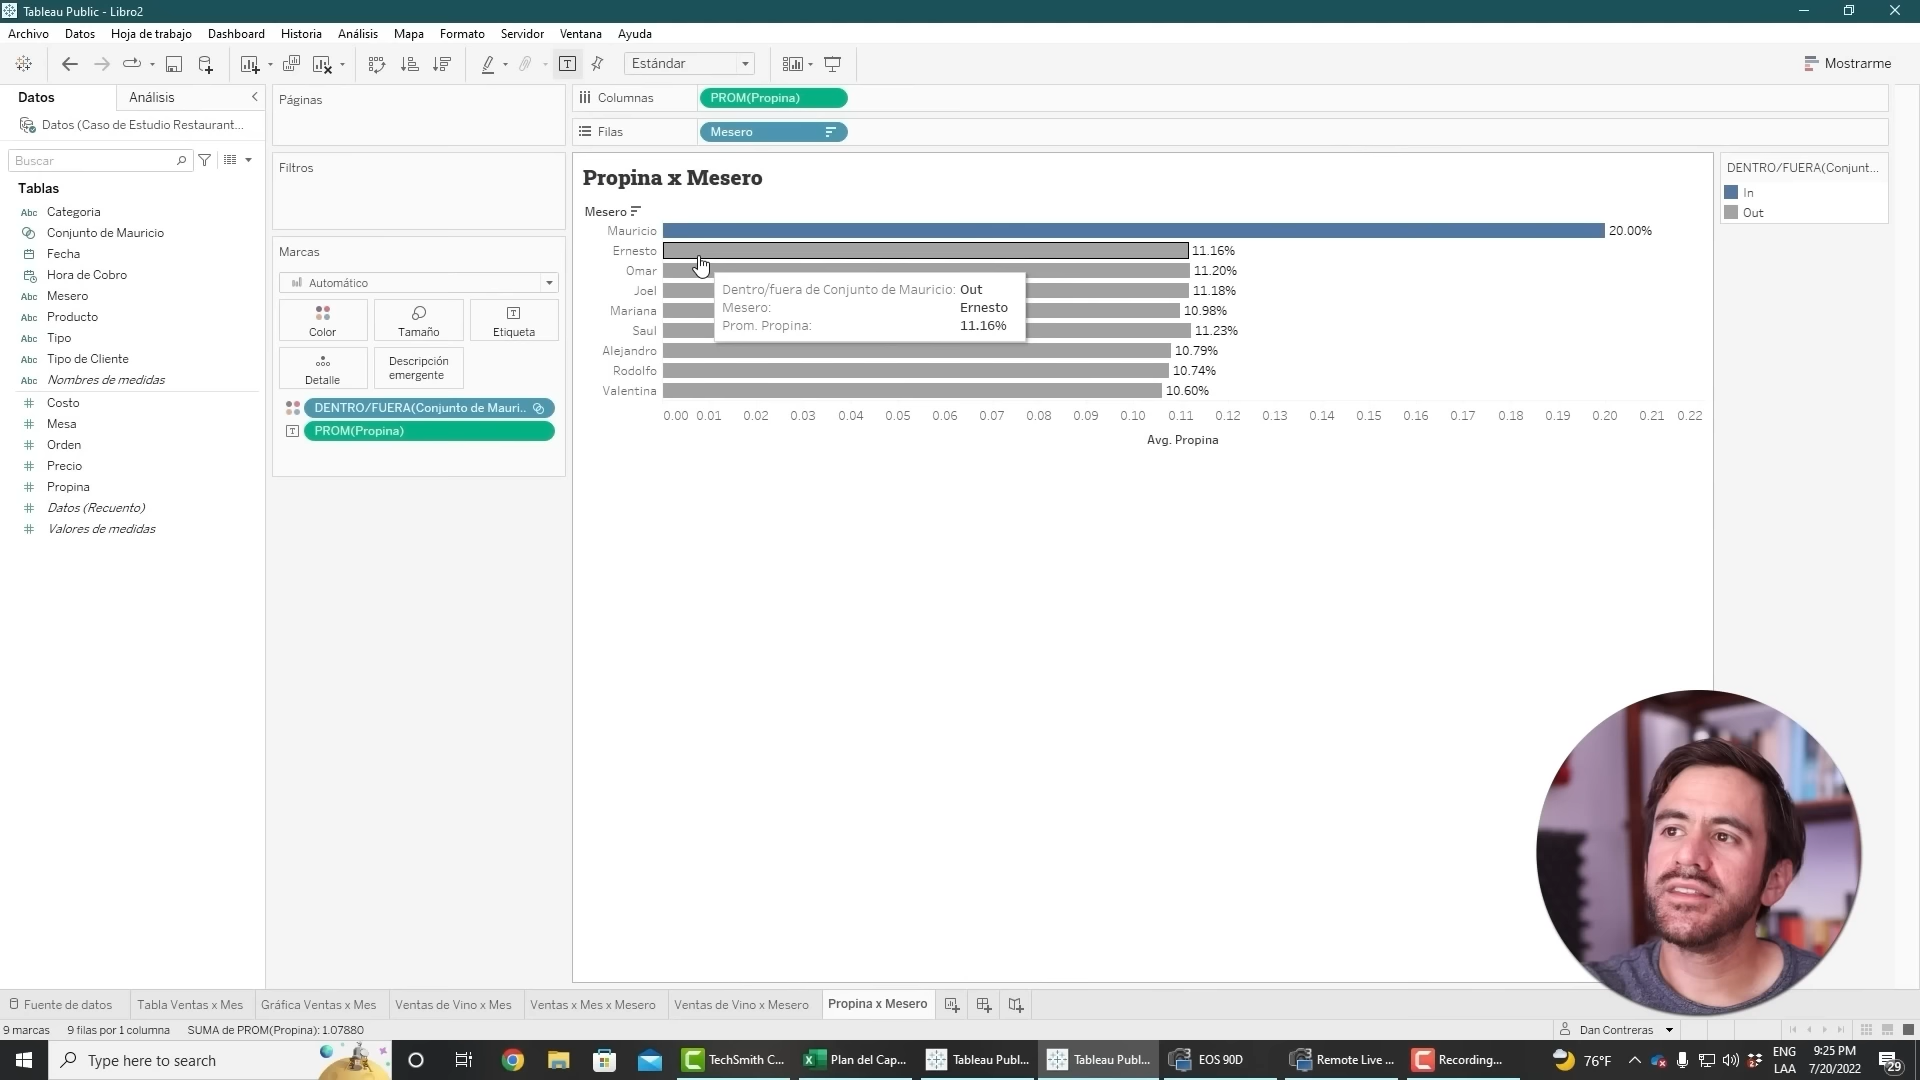 Tableau Public - Libro2
Archivo Datos Hoja de trabajo Dashboard Historia Análisis Mapa Formato Servidor Ventana Ayuda
Estándar
Mostrarme
Datos Análisis
Datos (Caso de Estudio Restaurant...
Buscar
Tablas
Abc Categoria
Conjunto de Mauricio
Fecha
Hora de Cobro
Abc Mesero
Abc Producto
Abc Tipo
Abc Tipo de Cliente
Abc Nombres de medidas
# Costo
# Mesa
# Orden
# Precio
# Propina
# Datos (Recuento)
# Valores de medidas
Páginas
Filtros
Marcas
Automático
Color Tamaño Etiqueta
Detalle Descripción emergente
DENTRO/FUERA(Conjunto de Mauri..
T PROM(Propina)
Columnas PROM(Propina)
Filas Mesero
Propina x Mesero
Mesero
Mauricio 20.00%
Ernesto 11.16%
Omar 11.20%
Joel 11.18%
Mariana 10.98%
Saul 11.23%
Alejandro 10.79%
Rodolfo 10.74%
Valentina 10.60%
Dentro/fuera de Conjunto de Mauricio: Out
Mesero: Ernesto
Prom. Propina: 11.16%
0.00 0.01 0.02 0.03 0.04 0.05 0.06 0.07 0.08 0.09 0.10 0.11 0.12 0.13 0.14 0.15 0.16 0.17 0.18 0.19 0.20 0.21 0.22
Avg. Propina
DENTRO/FUERA(Conjunt...
In
Out
Fuente de datos Tabla Ventas x Mes Gráfica Ventas x Mes Ventas de Vino x Mes Ventas x Mes x Mesero Ventas de Vino x Mesero Propina x Mesero
9 marcas 9 filas por 1 columna SUMA de PROM(Propina): 1.07880
Dan Contreras
Type here to search
TechSmith C... Plan del Cap... Tableau Publ... Tableau Publ... EOS 90D Remote Live ... Recording...
76°F
ENG
LAA
9:25 PM
7/20/2022
29